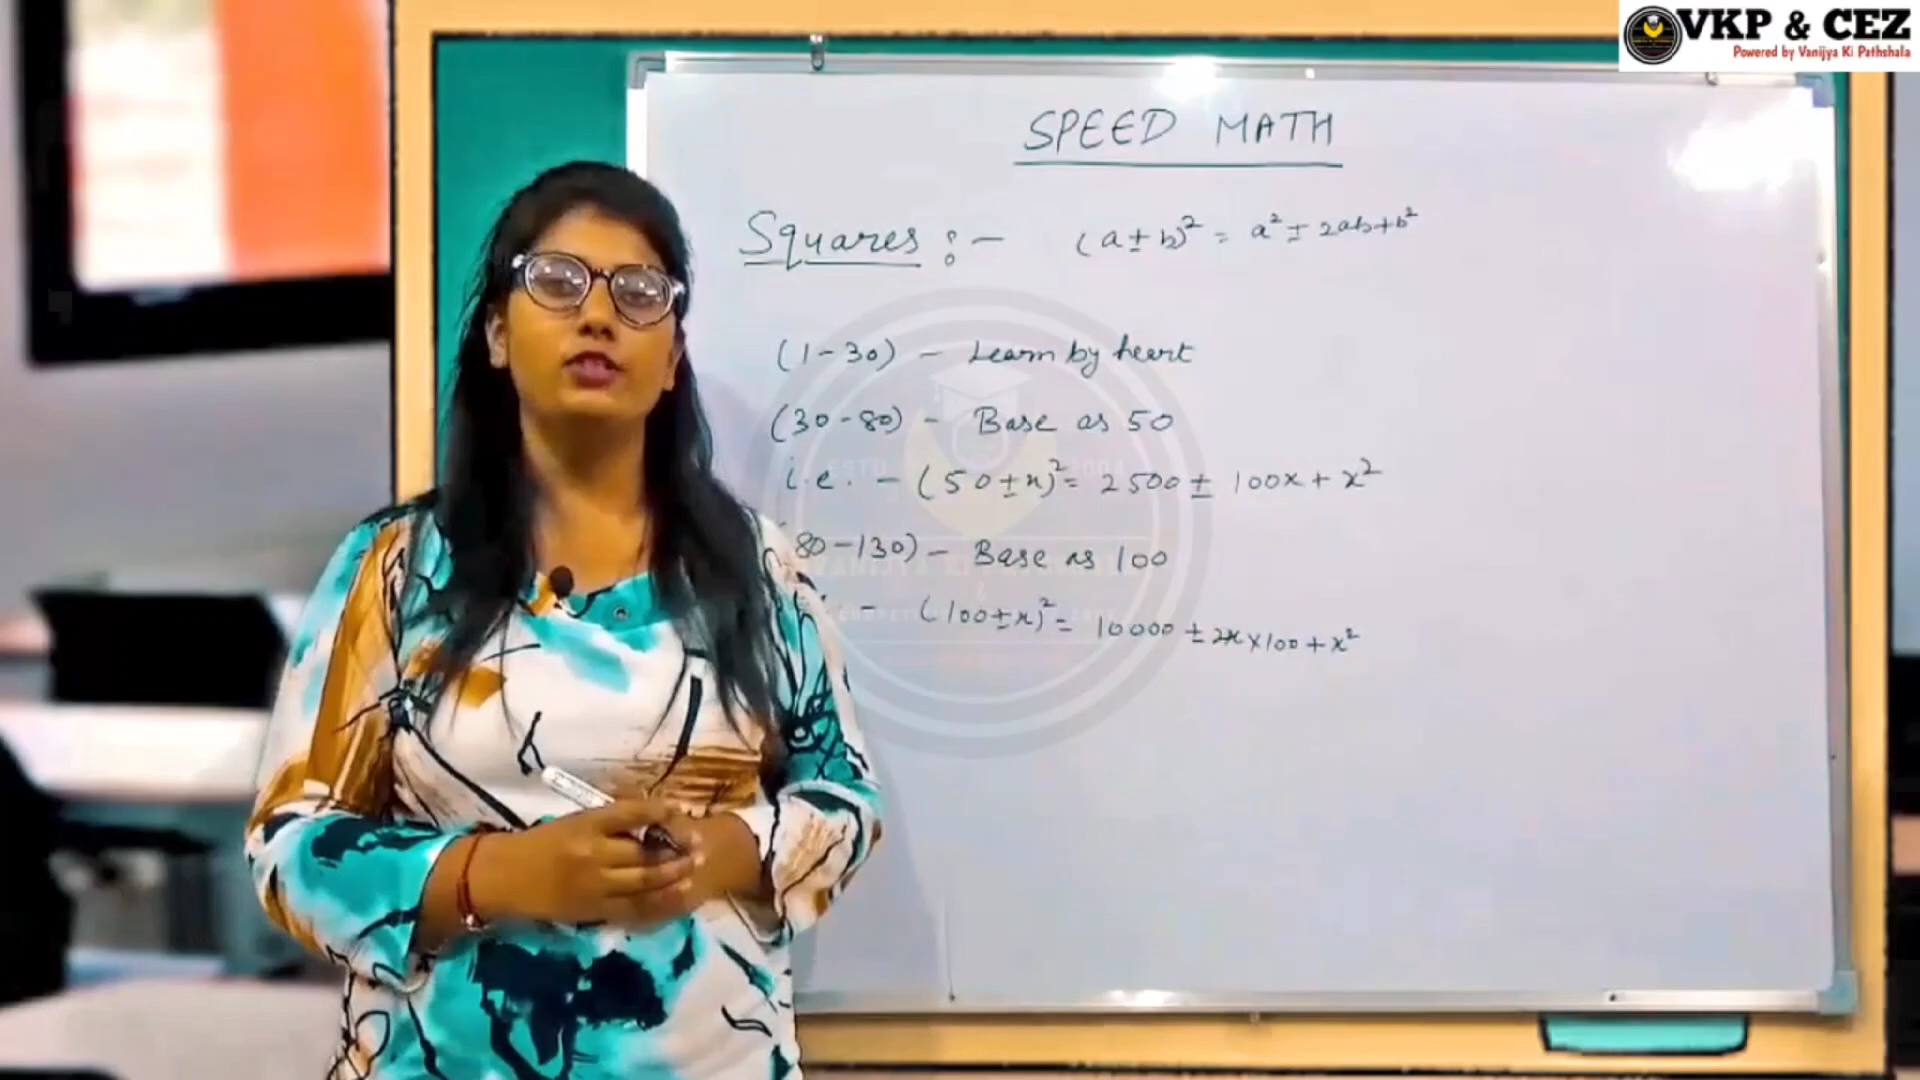 VKP & CEZ
Powered by Vanijya Ki Pathshala
SPEED MATH
Squares :- (a ± b)² = a² ± 2ab + b²
(1-30) - Learn by heart
(30-80) - Base as 50
i.e. - (50 ± x)² = 2500 ± 100x + x²
80-130) - Base as 100
- (100 ± x)² = 10000 ± 2x × 100 + x²